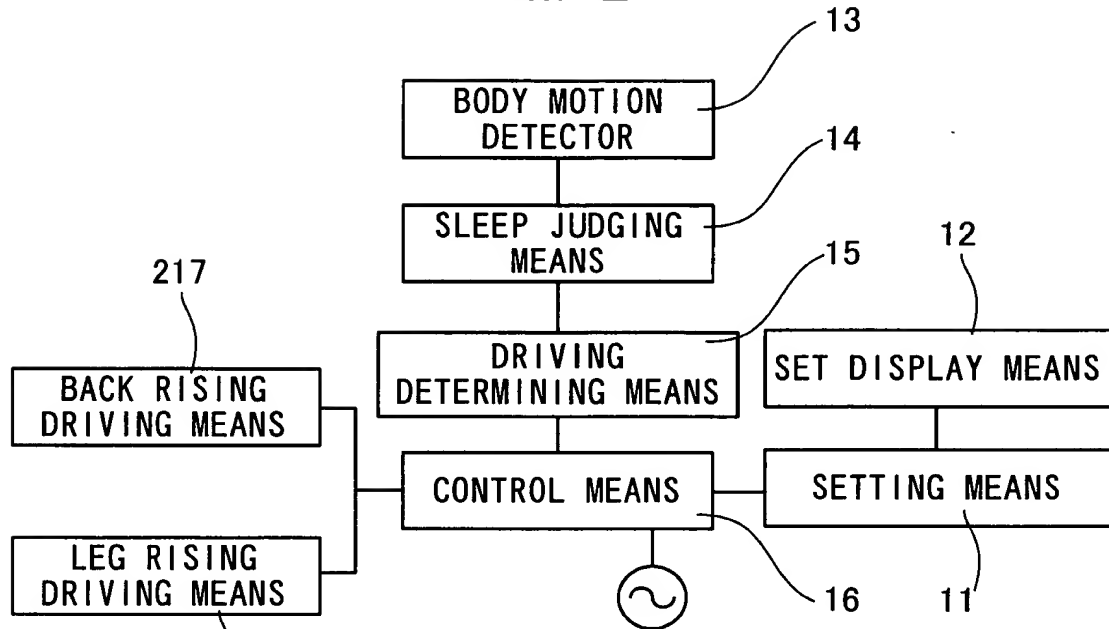 13
BODY MOTION
DETECTOR
14
SLEEP JUDGING
MEANS
15
12
217
DRIVING
DETERMINING MEANS
SET DISPLAY MEANS
BACK RISING
DRIVING MEANS
CONTROL MEANS
SETTING MEANS
LEG RISING
DRIVING MEANS
16
11